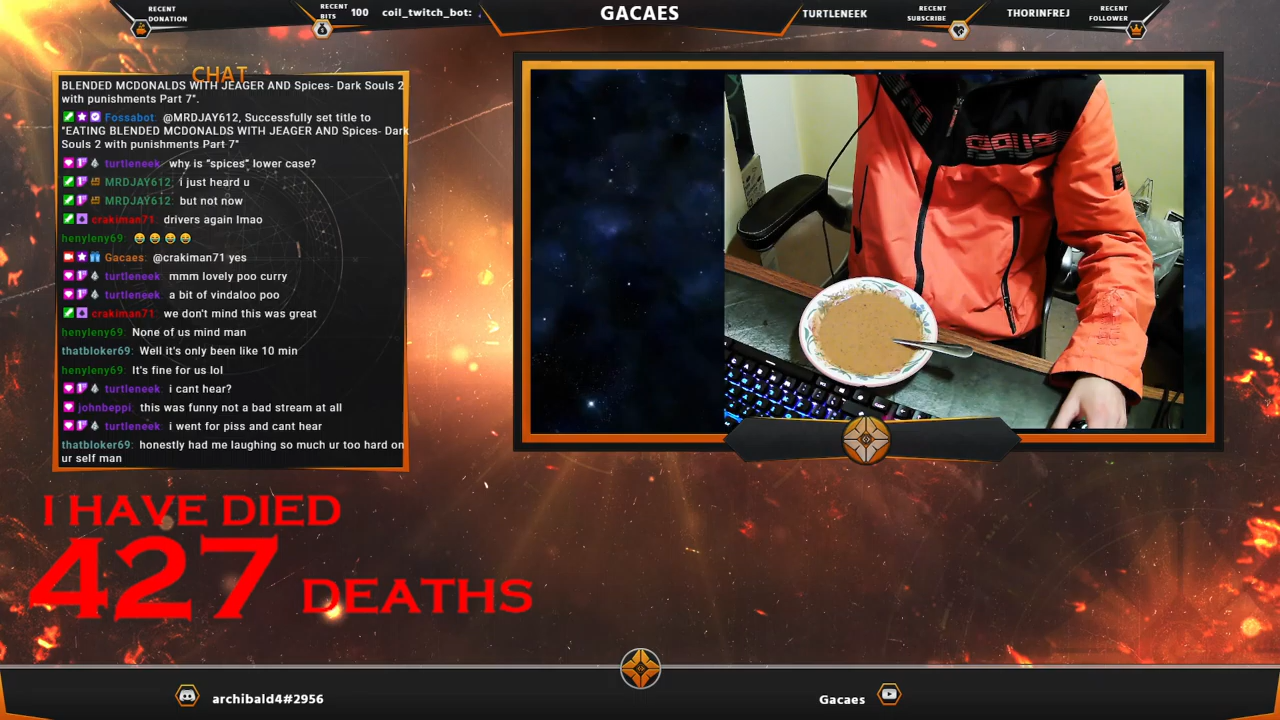 RECENT
DONATION
RECENT
BITS
100 coil_twitch_bot:
GACAES
TURTLENEEK
RECENT
SUBSCRIBE
THORINFREJ
RECENT
FOLLOWER
CHAT
BLENDED MCDONALDS WITH JEAGER AND Spices- Dark Souls 2
with punishments Part 7".
Fossabot: @MRDJAY612, Successfully set title to
"EATING BLENDED MCDONALDS WITH JEAGER AND Spices- Dark
Souls 2 with punishments Part 7"
turtleneek: why is "spices" lower case?
MRDJAY612: i just heard u
MRDJAY612: but not now
crakiman71: drivers again lmao
henyleny69: 😂 😂 😂 😂
Gacaes: @crakiman71 yes
turtleneek: mmm lovely poo curry
turtleneek: a bit of vindaloo poo
crakiman71: we don't mind this was great
henyleny69: None of us mind man
thatbloker69: Well it's only been like 10 min
henyleny69: It's fine for us lol
turtleneek: i cant hear?
johnbeppi: this was funny not a bad stream at all
turtleneek: i went for piss and cant hear
thatbloker69: honestly had me laughing so much ur too hard on
ur self man
I HAVE DIED
427 DEATHS
archibald4#2956
Gacaes